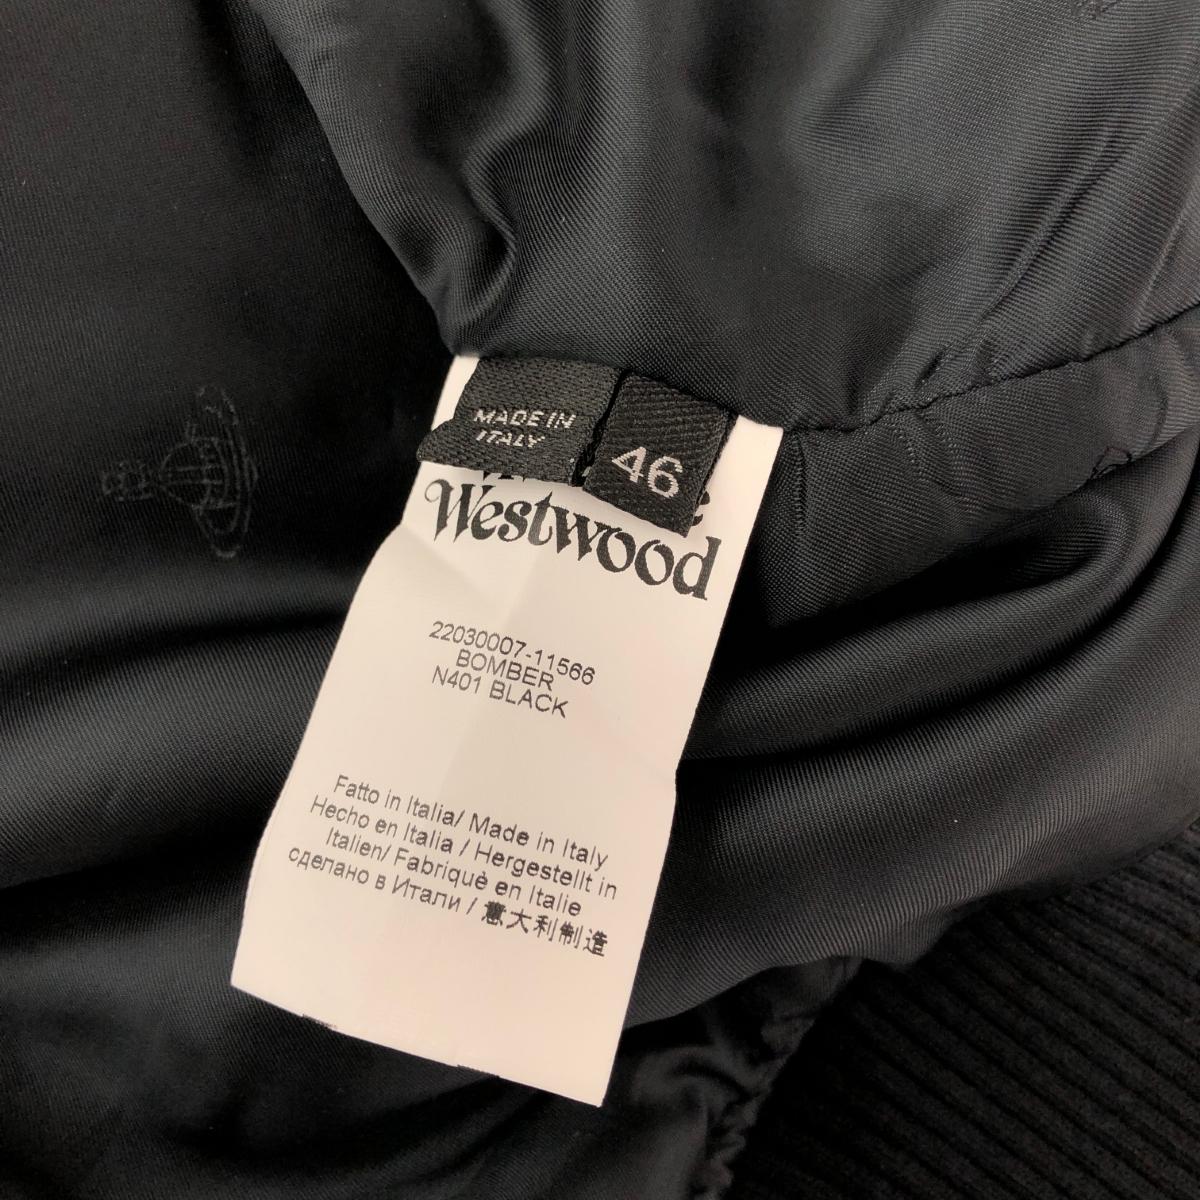 MADE IN
ITALY
46
Westwood
22030007-11566
BOMBER
N401 BLACK
Fatto in Italia/ Made in Italy
Hecho en Italia / Hergestellt in
Italien/ Fabriquè en Italie
сделано в Итали / 意大利制造